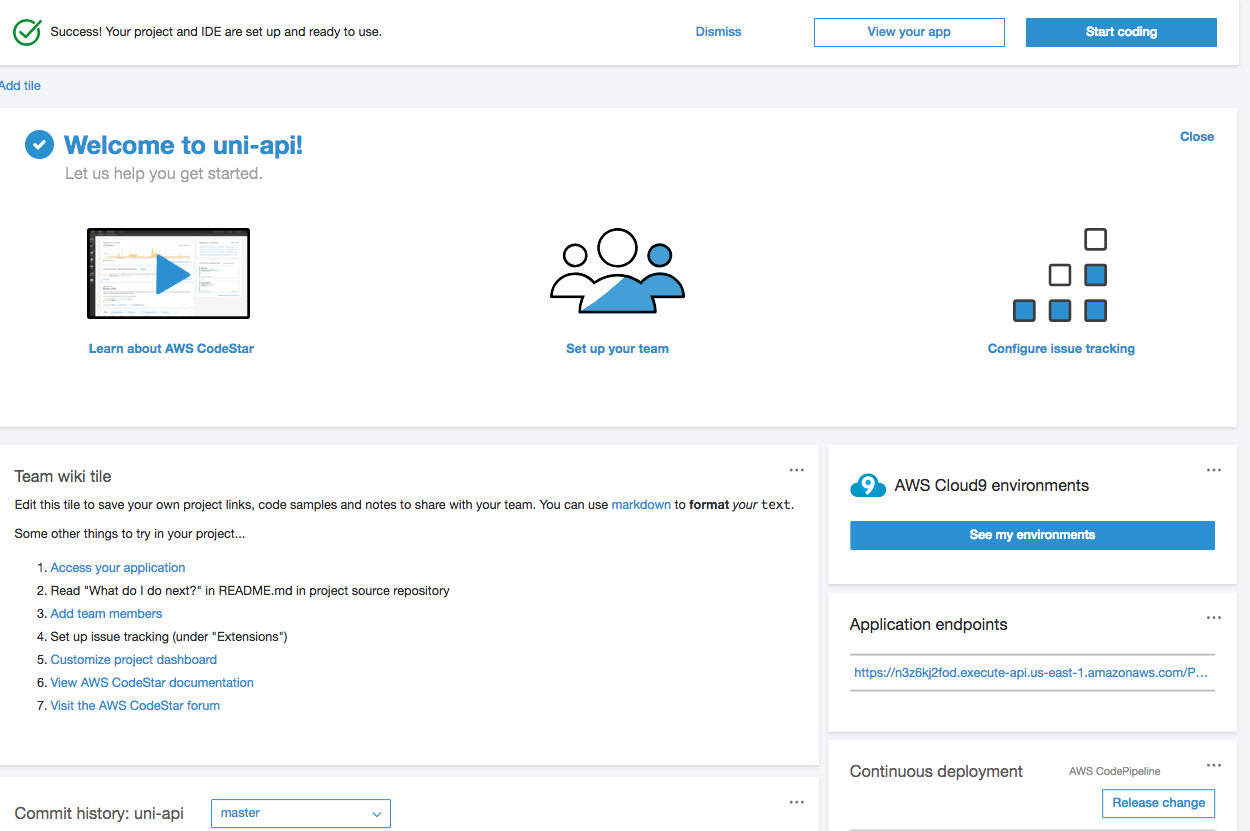 Success! Your project and IDE are set up and ready to use.
Dismiss
View your app
Start coding
Add tile
Welcome to uni-api!
Close
Let us help you get started.
Learn about AWS CodeStar
Set up your team
Configure issue tracking
Team wiki tile
Edit this tile to save your own project links, code samples and notes to share with your team. You can use markdown to format your text.
Some other things to try in your project...
1. Access your application
2. Read "What do I do next?" in README.md in project source repository
3. Add team members
4. Set up issue tracking (under "Extensions")
5. Customize project dashboard
6. View AWS CodeStar documentation
7. Visit the AWS CodeStar forum
9 AWS Cloud9 environments
See my environments
Application endpoints
https://n3z6kj2fod.execute-api.us-east-1.amazonaws.com/P...
Continuous deployment
AWS CodePipeline
Release change
Commit history: uni-api
master